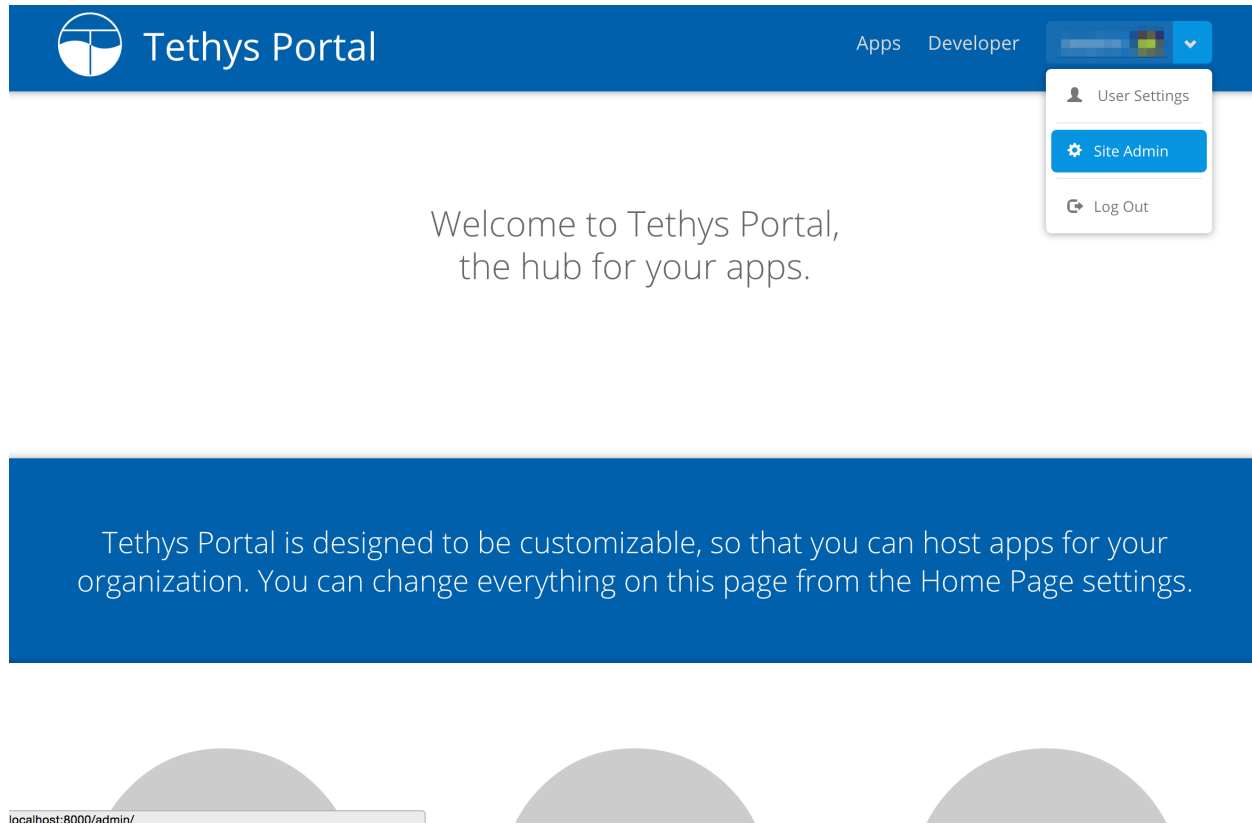 Tethys Portal
Apps Developer
User Settings
Site Admin
Log Out
Welcome to Tethys Portal,
the hub for your apps.
Tethys Portal is designed to be customizable, so that you can host apps for your
organization. You can change everything on this page from the Home Page settings.
localhost:8000/admin/